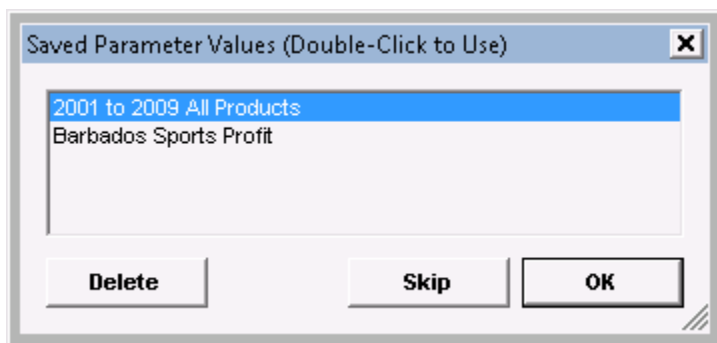 Saved Parameter Values (Double-Click to Use)
2001 to 2009 All Products
Barbados Sports Profit
Delete Skip OK